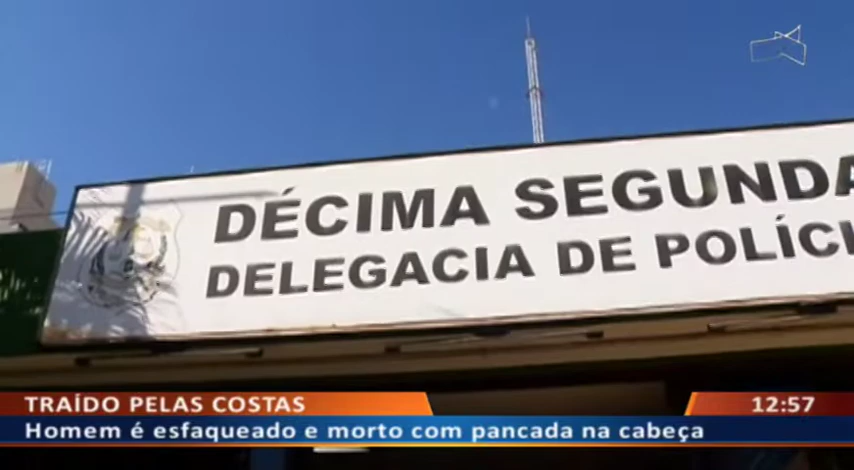 DÉCIMA SEGUNDA
DELEGACIA DE POLÍCI
TRAÍDO PELAS COSTAS
12:57
Homem é esfaqueado e morto com pancada na cabeça